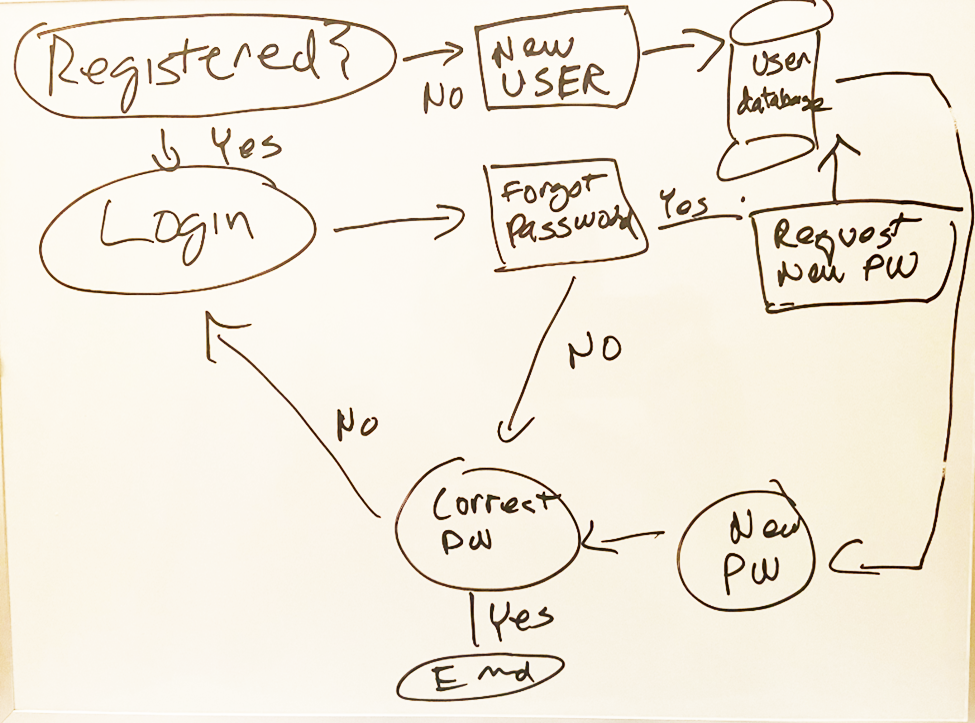 Registered?
NO
New
USER
User
database
Yes
Login
Forgot
Password
Yes
Request
New PW
NO
NO
Correct
PW
New
PW
Yes
End